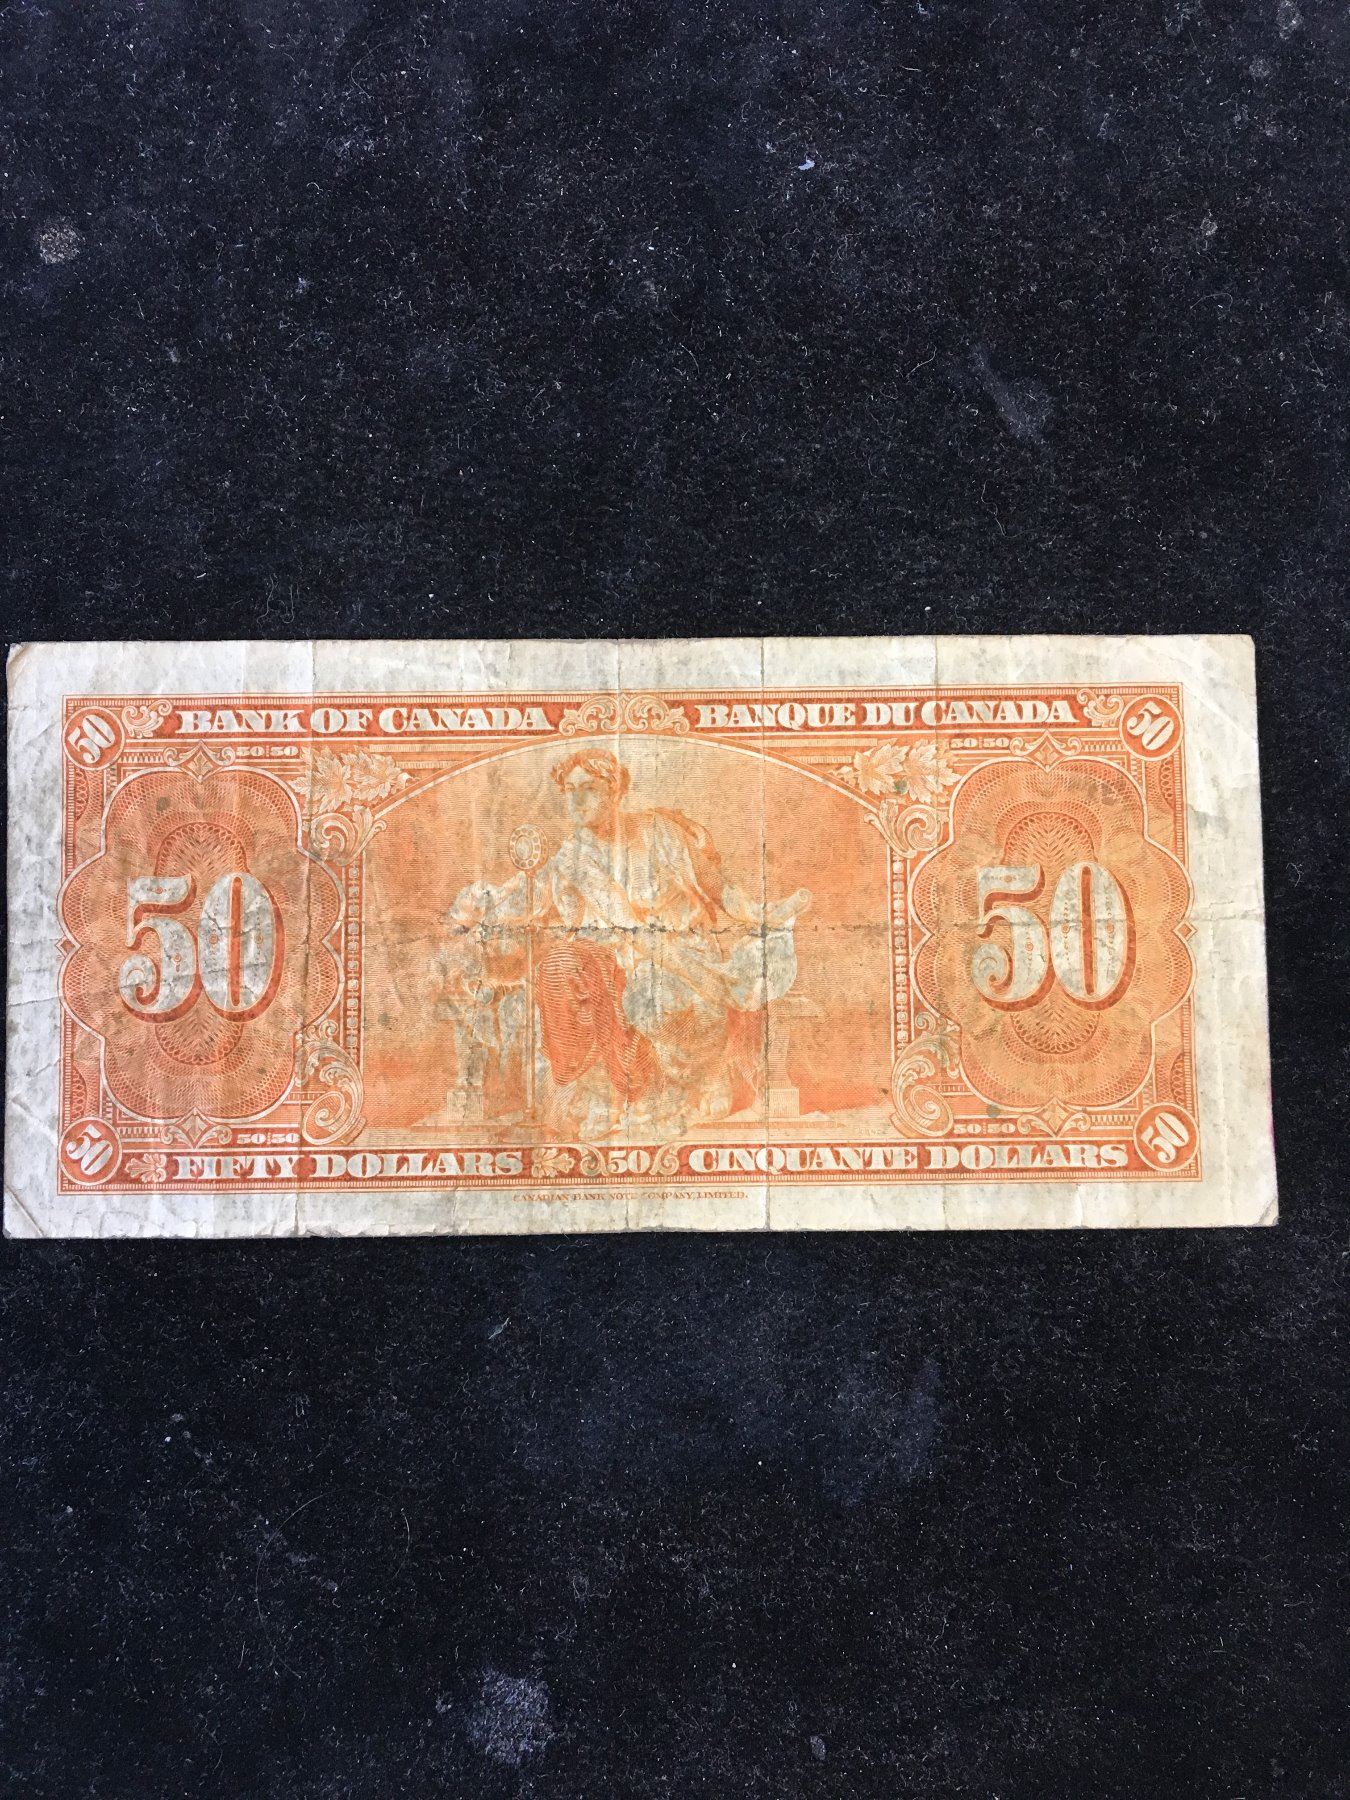 50 BANK OF CANADA BANQUE DU CANADA 50
50 50 50 50
50 50
50 50 50 50
50 FIFTY DOLLARS 50 CINQUANTE DOLLARS 50
CANADIAN BANK NOTE COMPANY, LIMITED.